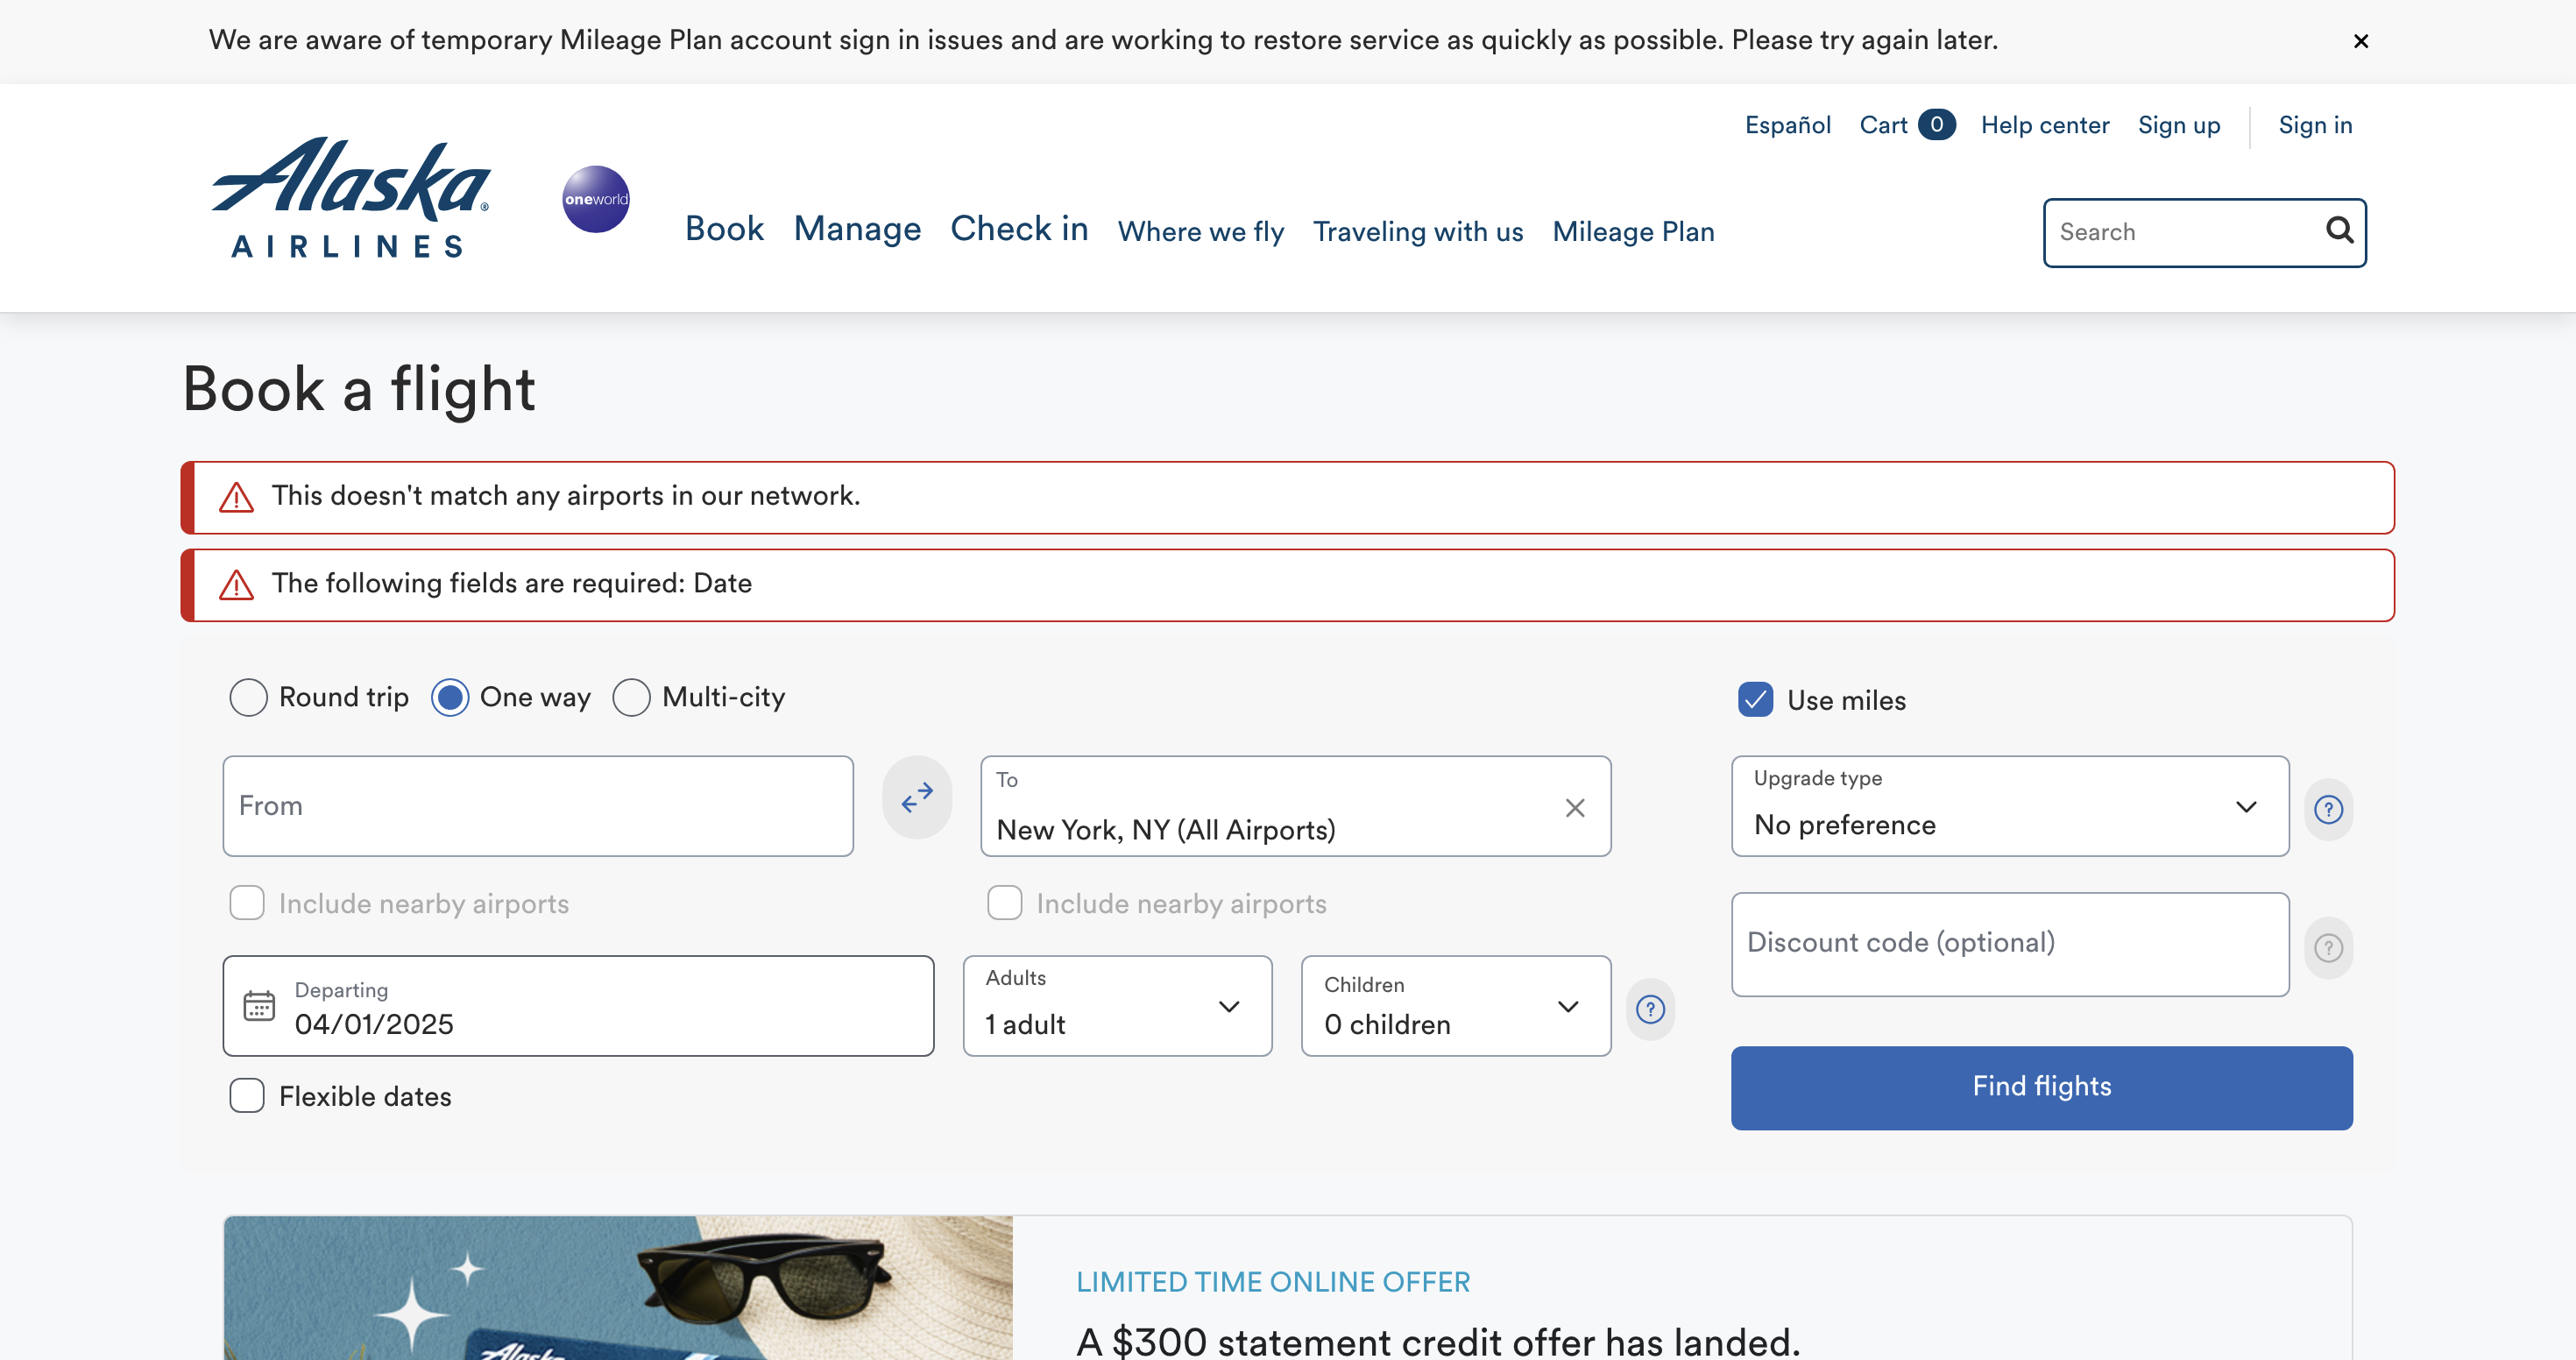 We are aware of temporary Mileage Plan account sign in issues and are working to restore service as quickly as possible. Please try again later.
Español Cart 0 Help center Sign up Sign in
Alaska
AIRLINES
oneworld
Book Manage Check in Where we fly Traveling with us Mileage Plan
Search
Book a flight
This doesn't match any airports in our network.
The following fields are required: Date
Round trip One way Multi-city
Use miles
From
To
New York, NY (All Airports)
Upgrade type
No preference
Include nearby airports
Include nearby airports
Discount code (optional)
Departing
04/01/2025
Adults
1 adult
Children
0 children
Flexible dates
Find flights
LIMITED TIME ONLINE OFFER
A $300 statement credit offer has landed.
Alaska